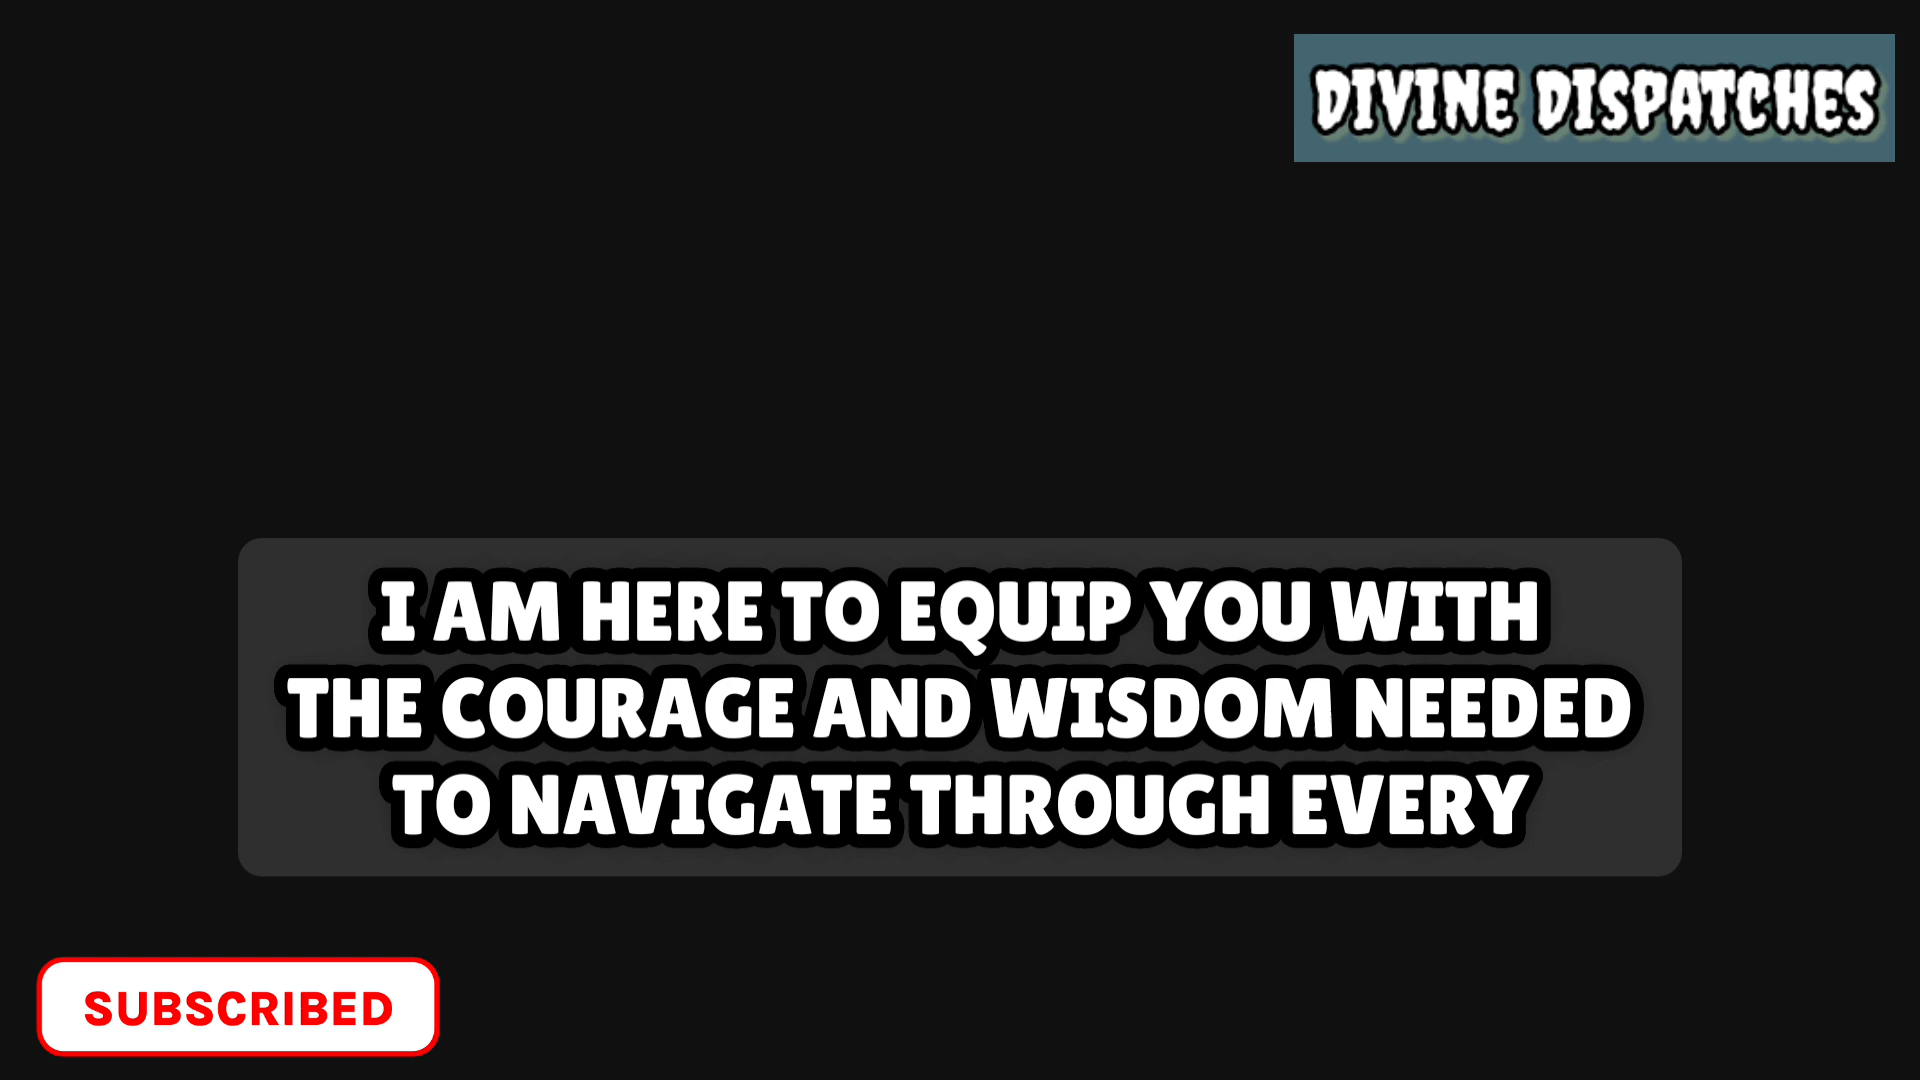 DIVINE DISPATCHES
I AM HERE TO EQUIP YOU WITH
THE COURAGE AND WISDOM NEEDED
TO NAVIGATE THROUGH EVERY
SUBSCRIBED